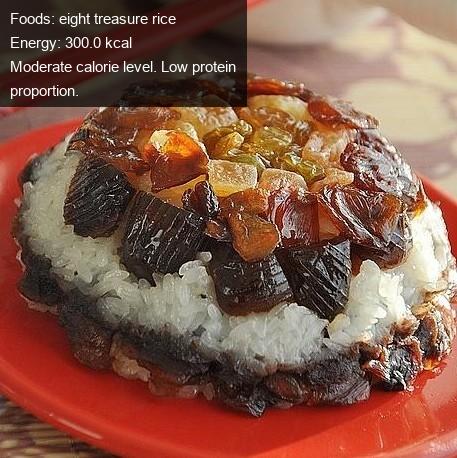 Foods: eight treasure rice
Energy: 300.0 kcal
Moderate calorie level. Low protein
proportion.